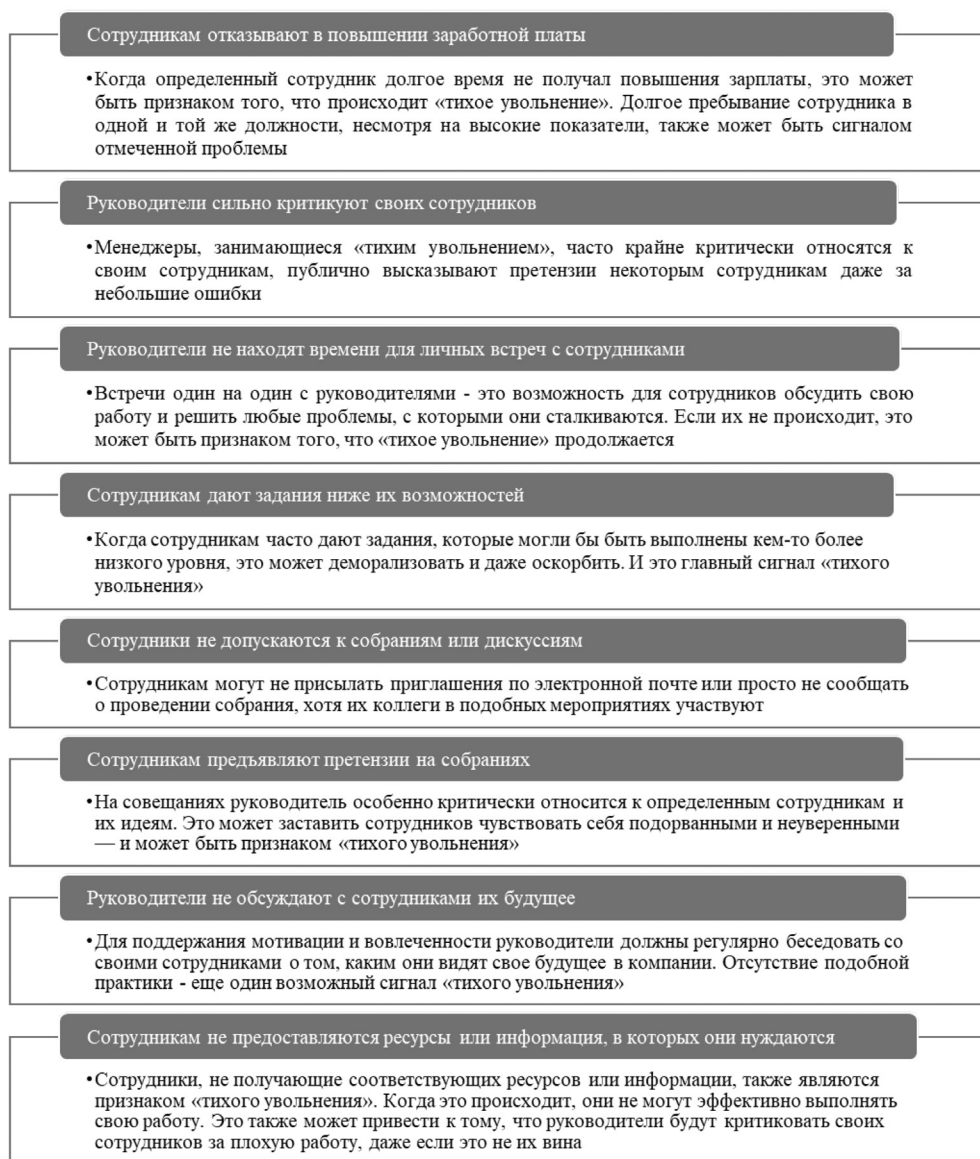 Сотрудникам отказывают в повышении заработной платы
•Когда определенный сотрудник долгое время не получал повышения зарплаты, это может
быть признаком того, что происходит «тихое увольнение». Долгое пребывание сотрудника в
одной и той же должности, несмотря на высокие показатели, также может быть сигналом
отмеченной проблемы
Руководители сильно критикуют своих сотрудников
•Менеджеры, занимающиеся «тихим увольнением», часто крайне критически относятся к
своим сотрудникам, публично высказывают претензии некоторым сотрудникам даже за
небольшие ошибки
Руководители не находят времени для личных встреч с сотрудниками
•Встречи один на один с руководителями - это возможность для сотрудников обсудить свою
работу и решить любые проблемы, с которыми они сталкиваются. Если их не происходит, это
может быть признаком того, что «тихое увольнение» продолжается
Сотрудникам дают задания ниже их возможностей
•Когда сотрудникам часто дают задания, которые могли бы быть выполнены кем-то более
низкого уровня, это может деморализовать и даже оскорбить. И это главный сигнал «тихого
увольнения»
Сотрудники не допускаются к собраниям или дискуссиям
•Сотрудникам могут не присылать приглашения по электронной почте или просто не сообщать
о проведении собрания, хотя их коллеги в подобных мероприятиях участвуют
Сотрудникам предъявляют претензии на собраниях
•На совещаниях руководитель особенно критически относится к определенным сотрудникам и
их идеям. Это может заставить сотрудников чувствовать себя подорванными и неуверенными
— и может быть признаком «тихого увольнения»
Руководители не обсуждают с сотрудниками их будущее
•Для поддержания мотивации и вовлеченности руководители должны регулярно беседовать со
своими сотрудниками о том, каким они видят свое будущее в компании. Отсутствие подобной
практики - еще один возможный сигнал «тихого увольнения»
Сотрудникам не предоставляются ресурсы или информация, в которых они нуждаются
•Сотрудники, не получающие соответствующих ресурсов или информации, также являются
признаком «тихого увольнения». Когда это происходит, они не могут эффективно выполнять
свою работу. Это также может привести к тому, что руководители будут критиковать своих
сотрудников за плохую работу, даже если это не их вина